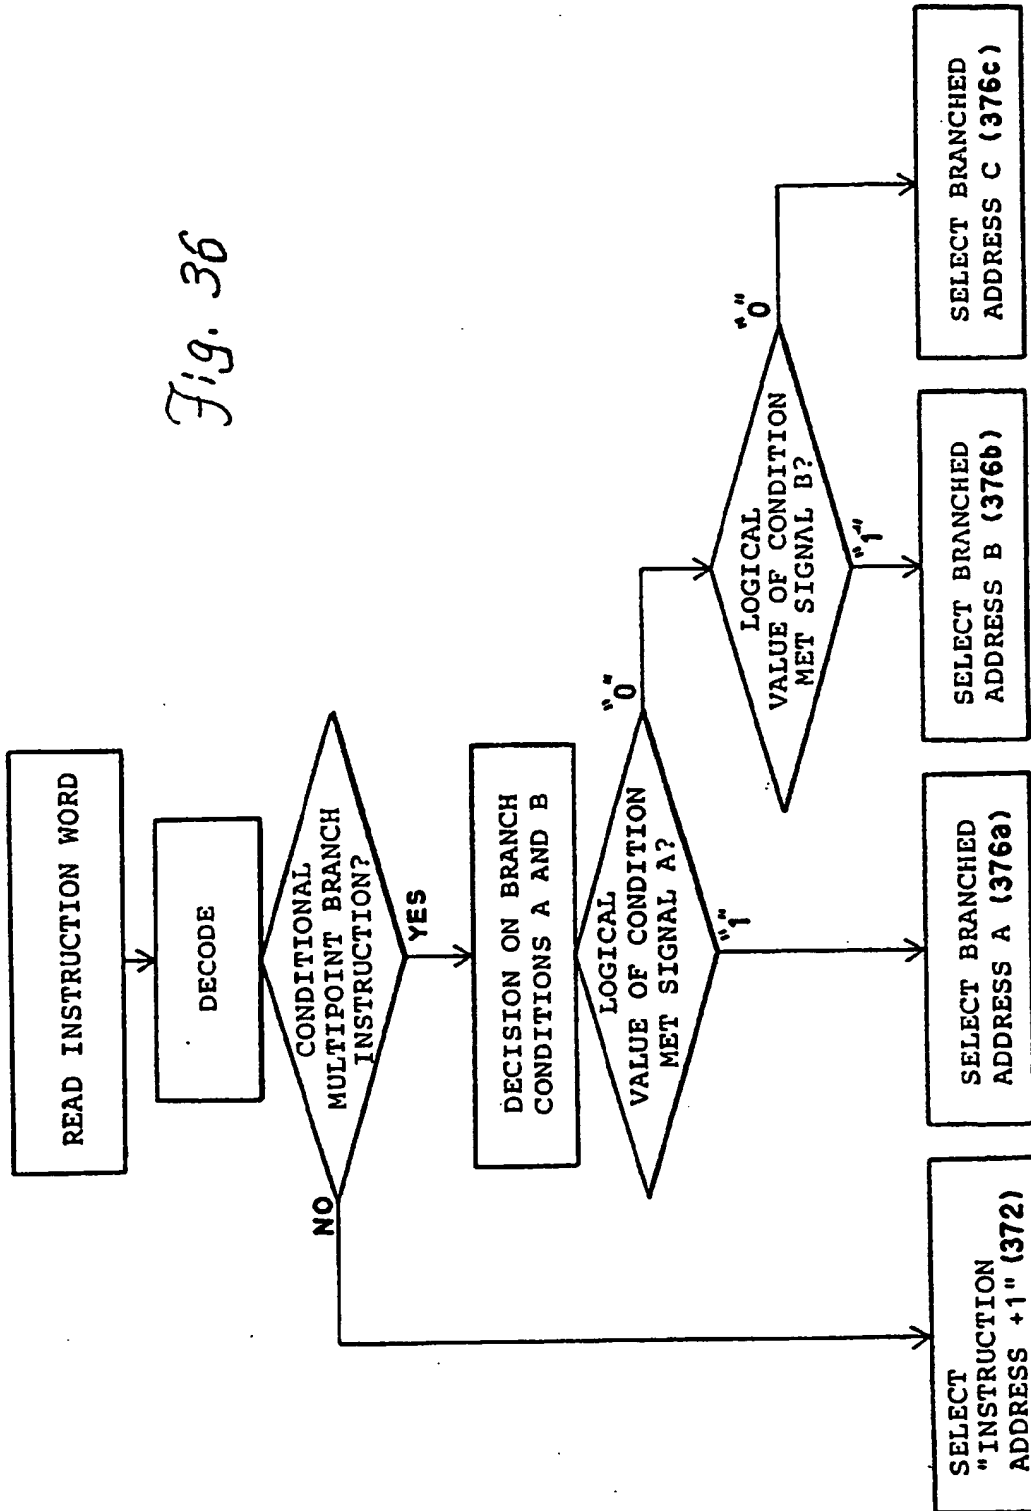 Fig. 36
READ INSTRUCTION WORD
DECODE
CONDITIONAL
MULTIPOINT BRANCH
INSTRUCTION?
NO
YES
DECISION ON BRANCH
CONDITIONS A AND B
LOGICAL
VALUE OF CONDITION
MET SIGNAL A?
"0"
"1"
LOGICAL
VALUE OF CONDITION
MET SIGNAL B?
"0"
"1"
SELECT
"INSTRUCTION
ADDRESS +1" (372)
SELECT BRANCHED
ADDRESS A (376a)
SELECT BRANCHED
ADDRESS B (376b)
SELECT BRANCHED
ADDRESS C (376c)